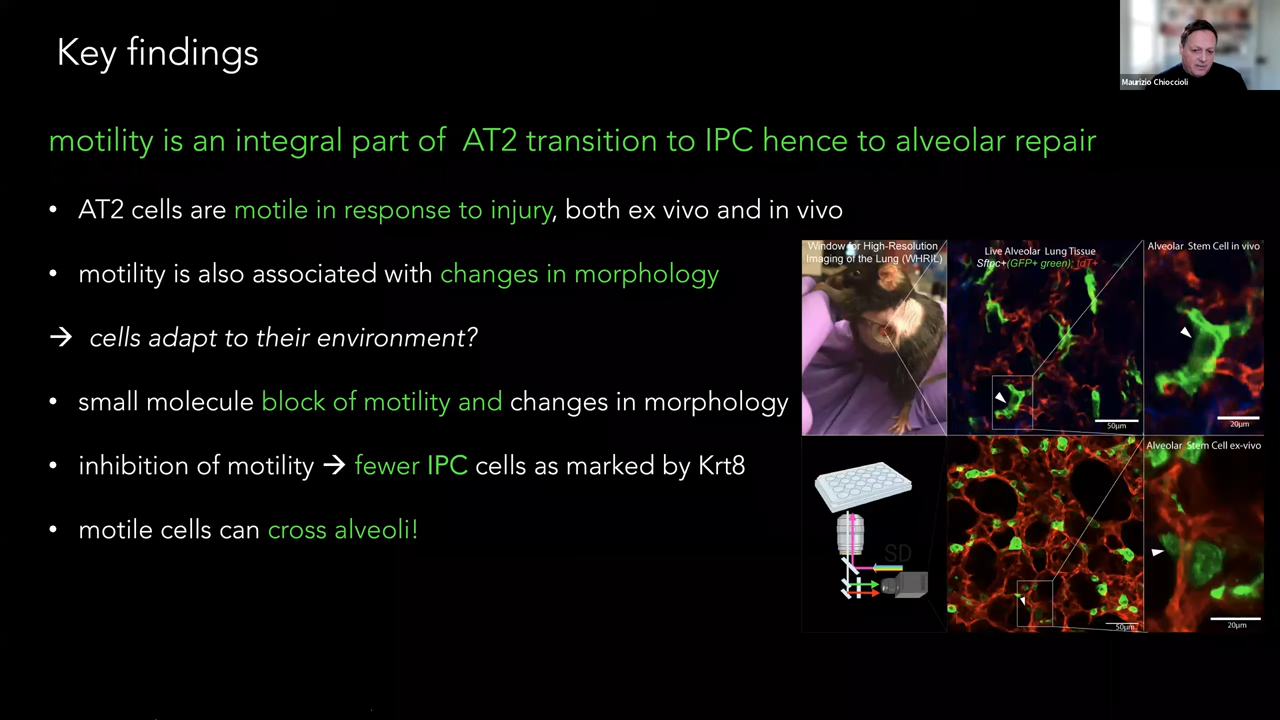 Key findings
Maurizio Chioccioli
motility is an integral part of AT2 transition to IPC hence to alveolar repair
• AT2 cells are motile in response to injury, both ex vivo and in vivo
• motility is also associated with changes in morphology
→ cells adapt to their environment?
• small molecule block of motility and changes in morphology
• inhibition of motility → fewer IPC cells as marked by Krt8
• motile cells can cross alveoli!
Window for High-Resolution
Imaging of the Lung (WHRIL)
Live Alveolar Lung Tissue
Sftpc+(GFP+ green); tdT+
50µm
Alveolar Stem Cell in vivo
20µm
SD
50µm
Alveolar Stem Cell ex-vivo
20µm